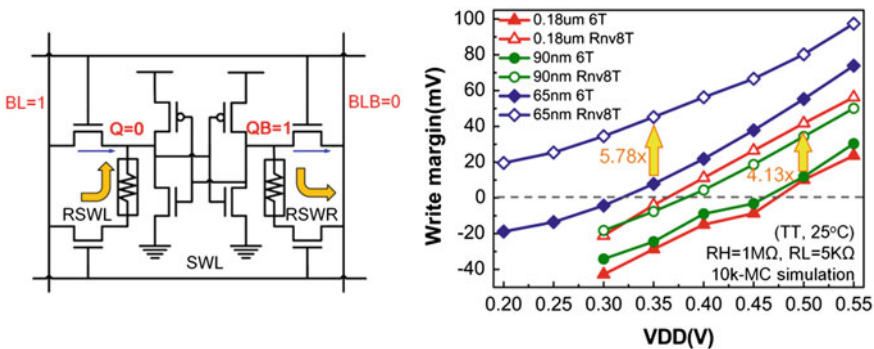 BL=1
BLB=0
Q=0
QB=1
RSWL
RSWR
SWL
Write margin(mV)
100
80
60
40
20
0
-20
-40
0.18um 6T
0.18um Rnv8T
90nm 6T
90nm Rnv8T
65nm 6T
65nm Rnv8T
5.78x
4.13x
(TT, 25°C)
RH=1MΩ, RL=5KΩ
10k-MC simulation
0.20 0.25 0.30 0.35 0.40 0.45 0.50 0.55
VDD(V)